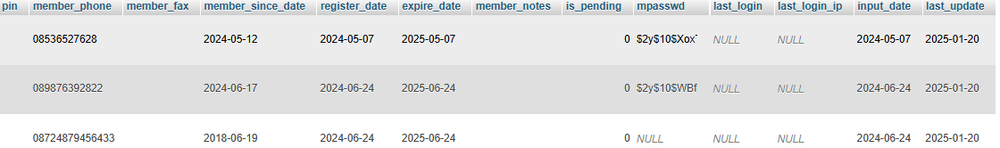 pin member_phone member_fax member_since_date register_date expire_date member_notes is_pending mpasswd last_login last_login_ip input_date last_update
08536527628 2024-05-12 2024-05-07 2025-05-07 0 $2y$10$Xox NULL NULL 2024-05-07 2025-01-20
089876392822 2024-06-17 2024-06-24 2025-06-24 0 $2y$10$WBf NULL NULL 2024-06-24 2025-01-20
08724879456433 2018-06-19 2024-06-24 2025-06-24 0 NULL NULL NULL 2024-06-24 2025-01-20